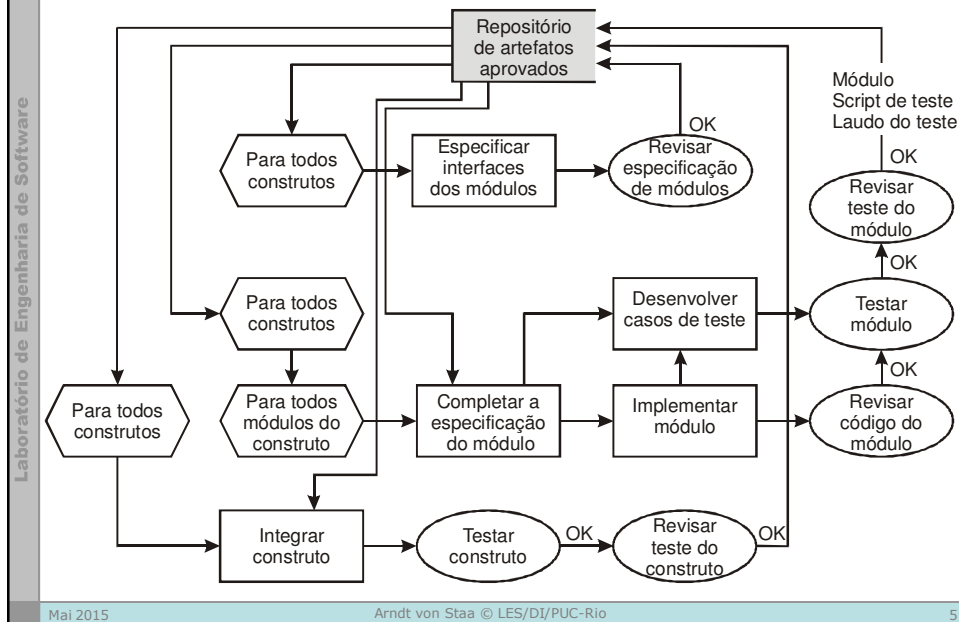 Laboratório de Engenharia de Software
Repositório
de artefatos
aprovados
Módulo
Script de teste
Laudo do teste
Para todos
construtos
Especificar
interfaces
dos módulos
Revisar
especificação
de módulos
OK
OK
Revisar
teste do
módulo
OK
Para todos
construtos
Desenvolver
casos de teste
Testar
módulo
OK
Para todos
construtos
Para todos
módulos do
construto
Completar a
especificação
do módulo
Implementar
módulo
Revisar
código do
módulo
Integrar
construto
Testar
construto
OK
Revisar
teste do
construto
OK
Mai 2015
Arndt von Staa © LES/DI/PUC-Rio
5